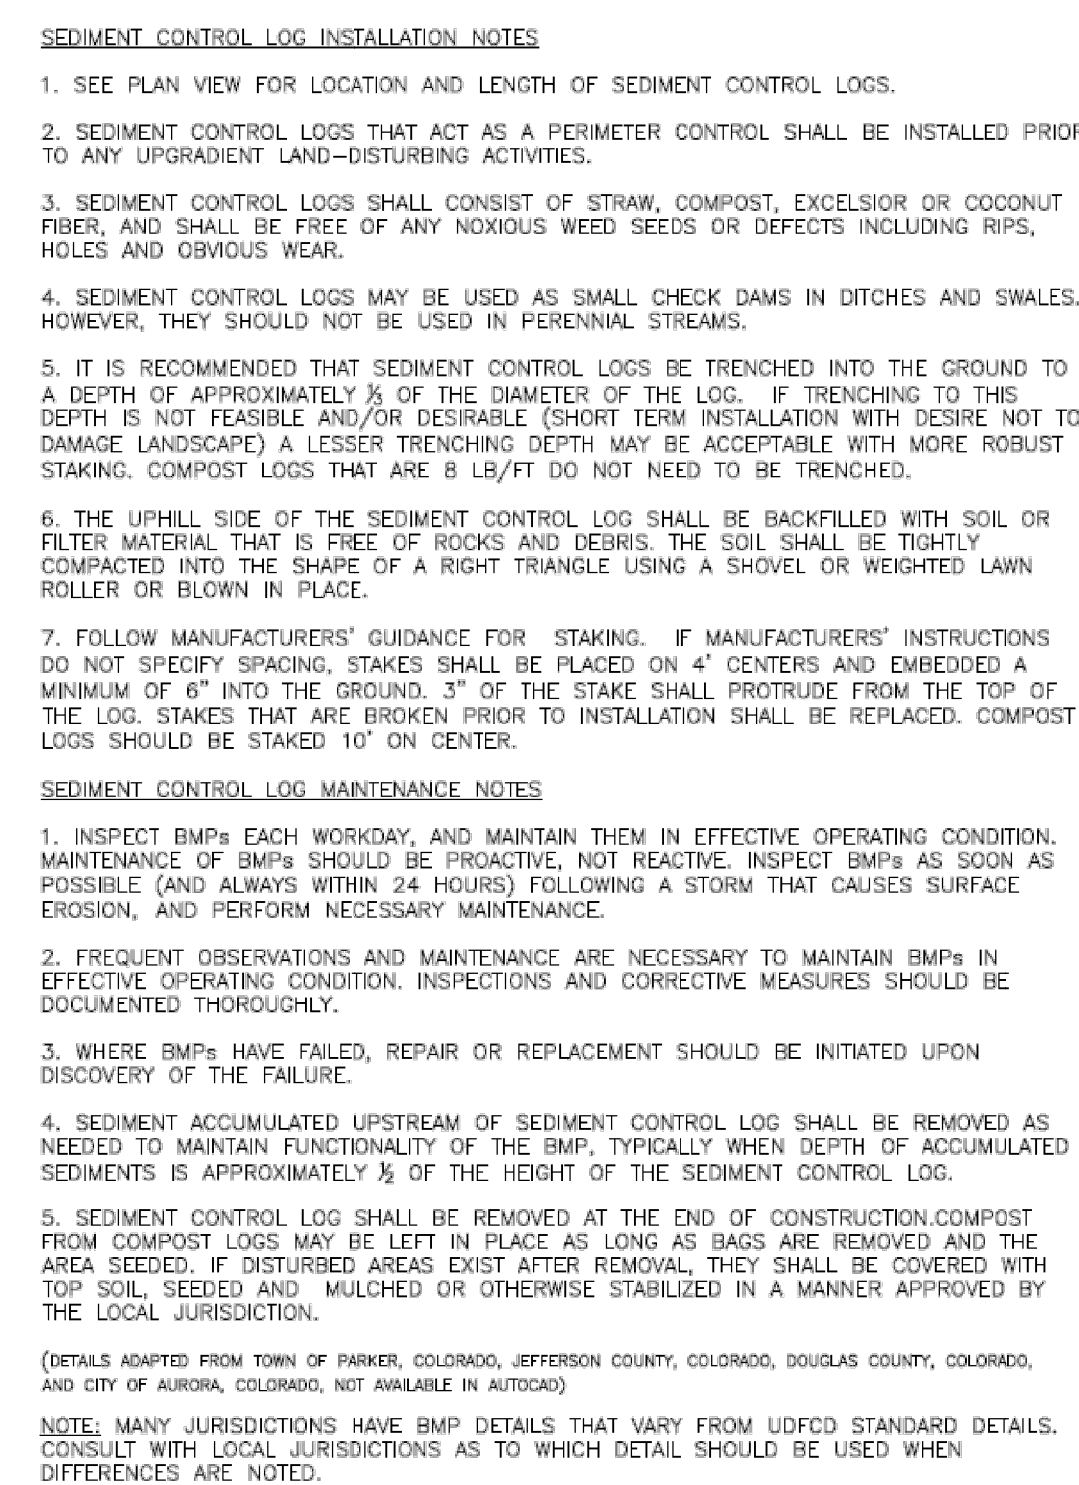 SEDIMENT CONTROL LOG INSTALLATION NOTES
1. SEE PLAN VIEW FOR LOCATION AND LENGTH OF SEDIMENT CONTROL LOGS.
2. SEDIMENT CONTROL LOGS THAT ACT AS A PERIMETER CONTROL SHALL BE INSTALLED PRIOR
TO ANY UPGRADIENT LAND-DISTURBING ACTIVITIES.
3. SEDIMENT CONTROL LOGS SHALL CONSIST OF STRAW, COMPOST, EXCELSIOR OR COCONUT
FIBER, AND SHALL BE FREE OF ANY NOXIOUS WEED SEEDS OR DEFECTS INCLUDING RIPS,
HOLES AND OBVIOUS WEAR.
4. SEDIMENT CONTROL LOGS MAY BE USED AS SMALL CHECK DAMS IN DITCHES AND SWALES.
HOWEVER, THEY SHOULD NOT BE USED IN PERENNIAL STREAMS.
5. IT IS RECOMMENDED THAT SEDIMENT CONTROL LOGS BE TRENCHED INTO THE GROUND TO
A DEPTH OF APPROXIMATELY ⅓ OF THE DIAMETER OF THE LOG. IF TRENCHING TO THIS
DEPTH IS NOT FEASIBLE AND/OR DESIRABLE (SHORT TERM INSTALLATION WITH DESIRE NOT TO
DAMAGE LANDSCAPE) A LESSER TRENCHING DEPTH MAY BE ACCEPTABLE WITH MORE ROBUST
STAKING. COMPOST LOGS THAT ARE 8 LB/FT DO NOT NEED TO BE TRENCHED.
6. THE UPHILL SIDE OF THE SEDIMENT CONTROL LOG SHALL BE BACKFILLED WITH SOIL OR
FILTER MATERIAL THAT IS FREE OF ROCKS AND DEBRIS. THE SOIL SHALL BE TIGHTLY
COMPACTED INTO THE SHAPE OF A RIGHT TRIANGLE USING A SHOVEL OR WEIGHTED LAWN
ROLLER OR BLOWN IN PLACE.
7. FOLLOW MANUFACTURERS' GUIDANCE FOR STAKING. IF MANUFACTURERS' INSTRUCTIONS
DO NOT SPECIFY SPACING, STAKES SHALL BE PLACED ON 4' CENTERS AND EMBEDDED A
MINIMUM OF 6" INTO THE GROUND. 3" OF THE STAKE SHALL PROTRUDE FROM THE TOP OF
THE LOG. STAKES THAT ARE BROKEN PRIOR TO INSTALLATION SHALL BE REPLACED. COMPOST
LOGS SHOULD BE STAKED 10' ON CENTER.
SEDIMENT CONTROL LOG MAINTENANCE NOTES
1. INSPECT BMPs EACH WORKDAY, AND MAINTAIN THEM IN EFFECTIVE OPERATING CONDITION.
MAINTENANCE OF BMPs SHOULD BE PROACTIVE, NOT REACTIVE. INSPECT BMPs AS SOON AS
POSSIBLE (AND ALWAYS WITHIN 24 HOURS) FOLLOWING A STORM THAT CAUSES SURFACE
EROSION, AND PERFORM NECESSARY MAINTENANCE.
2. FREQUENT OBSERVATIONS AND MAINTENANCE ARE NECESSARY TO MAINTAIN BMPs IN
EFFECTIVE OPERATING CONDITION. INSPECTIONS AND CORRECTIVE MEASURES SHOULD BE
DOCUMENTED THOROUGHLY.
3. WHERE BMPs HAVE FAILED, REPAIR OR REPLACEMENT SHOULD BE INITIATED UPON
DISCOVERY OF THE FAILURE.
4. SEDIMENT ACCUMULATED UPSTREAM OF SEDIMENT CONTROL LOG SHALL BE REMOVED AS
NEEDED TO MAINTAIN FUNCTIONALITY OF THE BMP, TYPICALLY WHEN DEPTH OF ACCUMULATED
SEDIMENTS IS APPROXIMATELY ½ OF THE HEIGHT OF THE SEDIMENT CONTROL LOG.
5. SEDIMENT CONTROL LOG SHALL BE REMOVED AT THE END OF CONSTRUCTION.COMPOST
FROM COMPOST LOGS MAY BE LEFT IN PLACE AS LONG AS BAGS ARE REMOVED AND THE
AREA SEEDED. IF DISTURBED AREAS EXIST AFTER REMOVAL, THEY SHALL BE COVERED WITH
TOP SOIL, SEEDED AND MULCHED OR OTHERWISE STABILIZED IN A MANNER APPROVED BY
THE LOCAL JURISDICTION.
(DETAILS ADAPTED FROM TOWN OF PARKER, COLORADO, JEFFERSON COUNTY, COLORADO, DOUGLAS COUNTY, COLORADO,
AND CITY OF AURORA, COLORADO, NOT AVAILABLE IN AUTOCAD)
NOTE: MANY JURISDICTIONS HAVE BMP DETAILS THAT VARY FROM UDFCD STANDARD DETAILS.
CONSULT WITH LOCAL JURISDICTIONS AS TO WHICH DETAIL SHOULD BE USED WHEN
DIFFERENCES ARE NOTED.